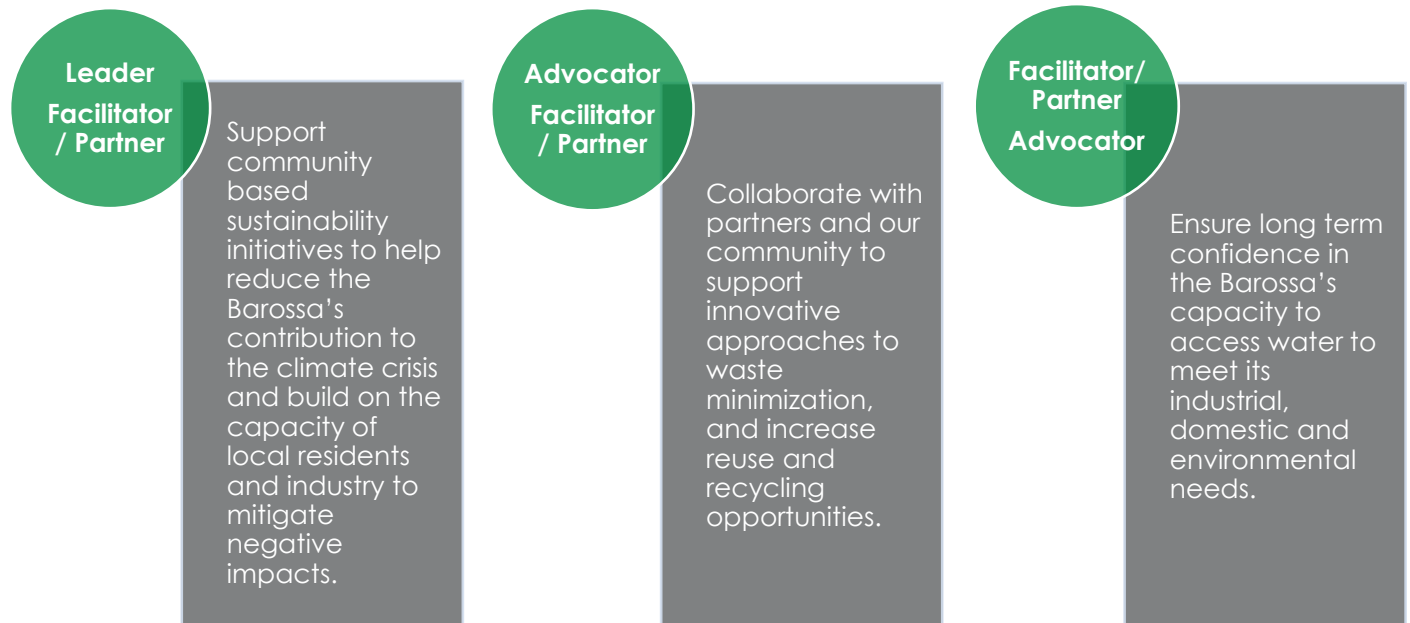 Leader
Facilitator
/ Partner
Support
community
based
sustainability
initiatives to help
reduce the
Barossa’s
contribution to
the climate crisis
and build on the
capacity of
local residents
and industry to
mitigate
negative
impacts.
Advocator
Facilitator
/ Partner
Collaborate with
partners and our
community to
support
innovative
approaches to
waste
minimization,
and increase
reuse and
recycling
opportunities.
Facilitator/
Partner
Advocator
Ensure long term
confidence in
the Barossa’s
capacity to
access water to
meet its
industrial,
domestic and
environmental
needs.